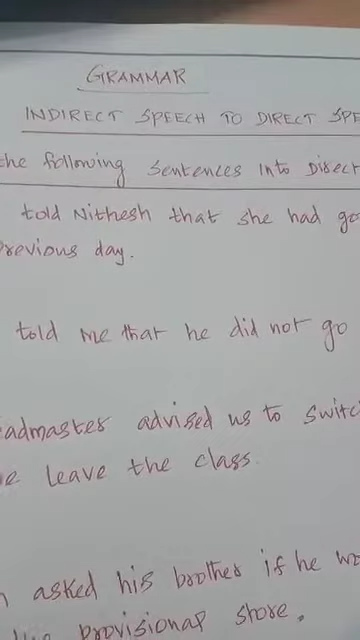 GRAMMAR
INDIRECT SPEECH TO DIRECT SPE
the following sentences into Direct
told Nithesh that she had go
revious day.
told me that he did not go
eadmaster advised us to switc
leave the class.
asked his brother if he wo
provisional store.